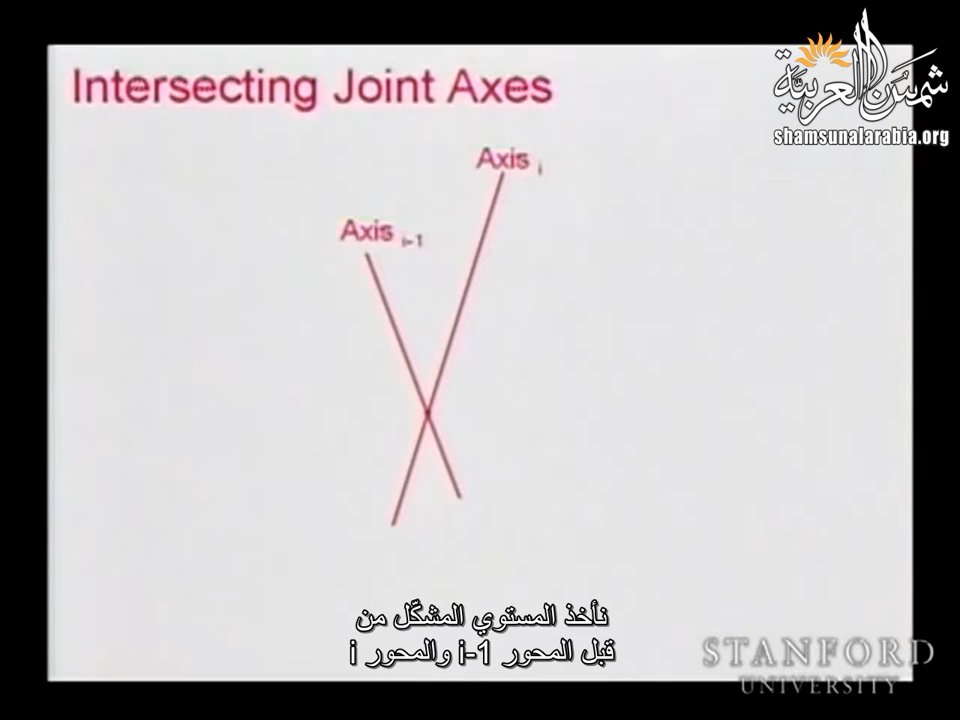 شمس العربية
shamsunalarabia.org
Intersecting Joint Axes
Axis i
Axis i-1
نأخذ المستوي المشكّل من
قبل المحور i-1 والمحور i
STANFORD
UNIVERSITY